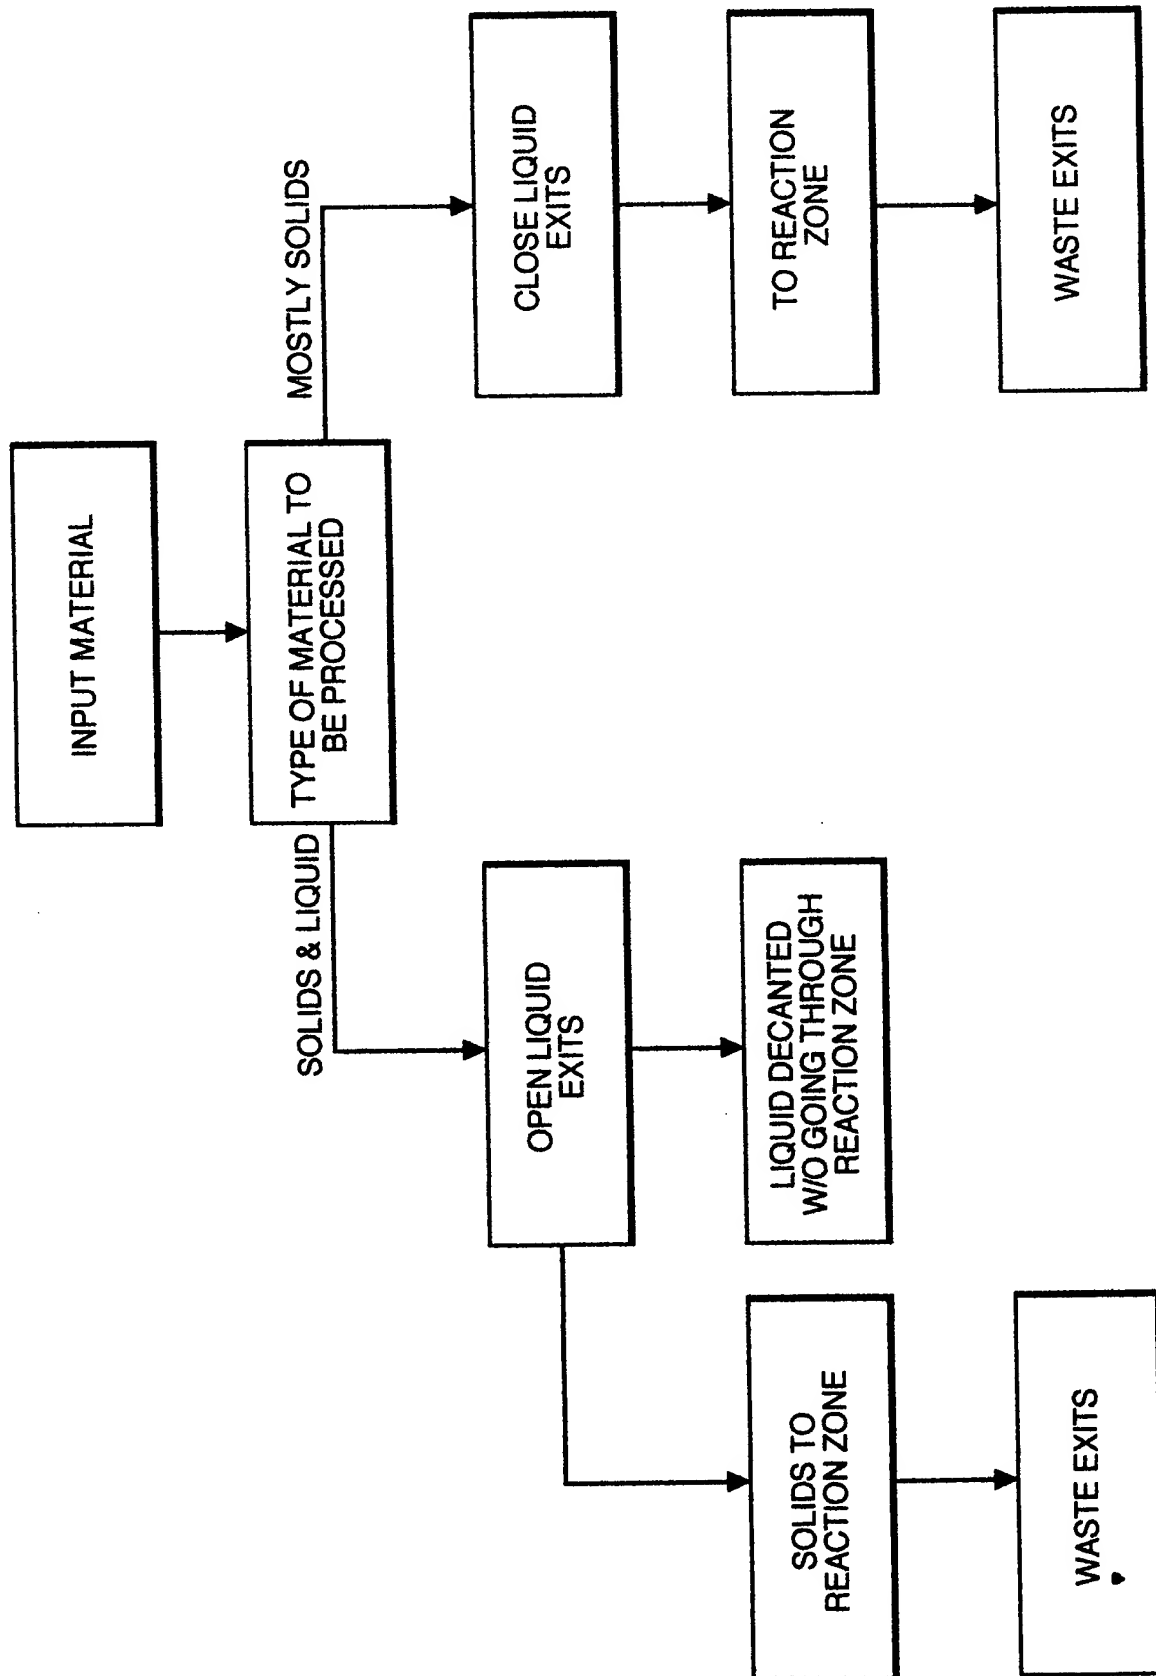 INPUT MATERIAL
TYPE OF MATERIAL TO
BE PROCESSED
SOLIDS & LIQUID
MOSTLY SOLIDS
OPEN LIQUID
EXITS
CLOSE LIQUID
EXITS
SOLIDS TO
REACTION ZONE
LIQUID DECANTED
W/O GOING THROUGH
REACTION ZONE
TO REACTION
ZONE
WASTE EXITS
WASTE EXITS